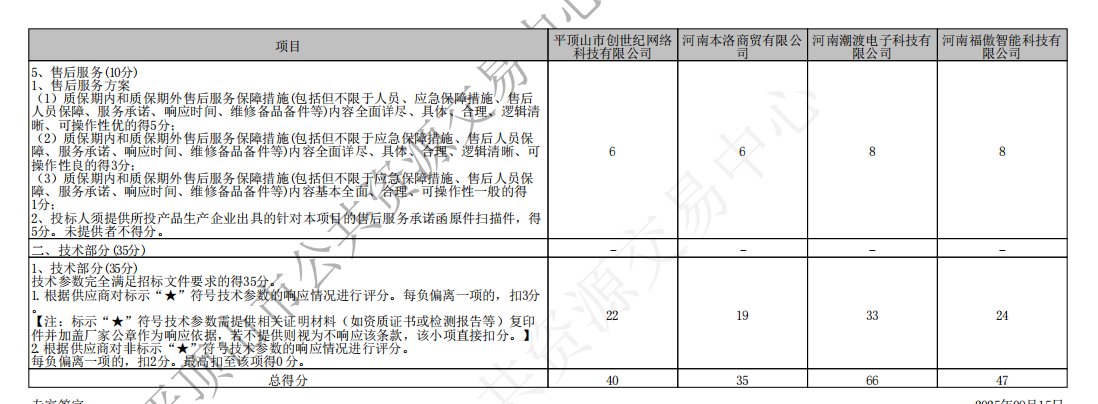 项目
平顶山市创世纪网络
科技有限公司
河南本洛商贸有限公
司
河南潮渡电子科技有
限公司
河南福傲智能科技有
限公司
5、售后服务(10分)
1、售后服务方案
（1）质保期内和质保期外售后服务保障措施(包括但不限于人员、应急保障措施、售后
人员保障、服务承诺、响应时间、维修备品备件等)内容全面详尽、具体、合理、逻辑清
晰、可操作性优的得5分；
（2）质保期内和质保期外售后服务保障措施(包括但不限于应急保障措施、售后人员保
障、服务承诺、响应时间、维修备品备件等)内容全面详尽、具体、合理、逻辑清晰、可
操作性良的得3分；
（3）质保期内和质保期外售后服务保障措施(包括但不限于应急保障措施、售后人员保
障、服务承诺、响应时间、维修备品备件等)内容基本全面、合理、可操作性一般的得
1分；
2、投标人须提供所投产品生产企业出具的针对本项目的售后服务承诺函原件扫描件，得
5分。未提供者不得分。
6
6
8
8
二、技术部分(35分)
－
－
－
－
1、技术部分(35分)
技术参数完全满足招标文件要求的得35分。
1.根据供应商对标示“★”符号技术参数的响应情况进行评分。每负偏离一项的，扣3分
。
【注：标示“★”符号技术参数需提供相关证明材料（如资质证书或检测报告等）复印
件并加盖厂家公章作为响应依据，若不提供则视为不响应该条款，该小项直接扣分。】
2.根据供应商对非标示“★”符号技术参数的响应情况进行评分。
每负偏离一项的，扣2分。最高扣至该项得0分。
22
19
33
24
总得分
40
35
66
47
平顶山市公共资源交易中心
共资源交易中心